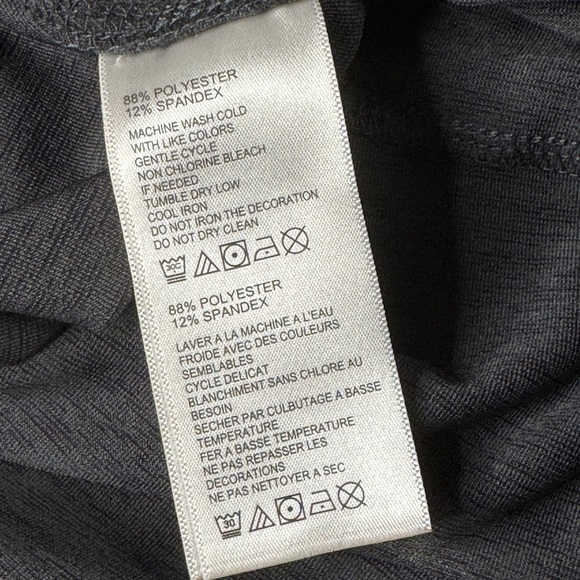 88% POLYESTER
12% SPANDEX
MACHINE WASH COLD
WITH LIKE COLORS
GENTLE CYCLE
NON CHLORINE BLEACH
IF NEEDED
TUMBLE DRY LOW
COOL IRON
DO NOT IRON THE DECORATION
DO NOT DRY CLEAN
30°C
88% POLYESTER
12% SPANDEX
LAVER A LA MACHINE A L'EAU
FROIDE AVEC DES COULEURS
SEMBLABLES
CYCLE DELICAT
BLANCHIMENT SANS CHLORE AU
BESOIN
SECHER PAR CULBUTAGE A BASSE
TEMPERATURE
FER A BASSE TEMPERATURE
NE PAS REPASSER LES
DECORATIONS
NE PAS NETTOYER A SEC
30